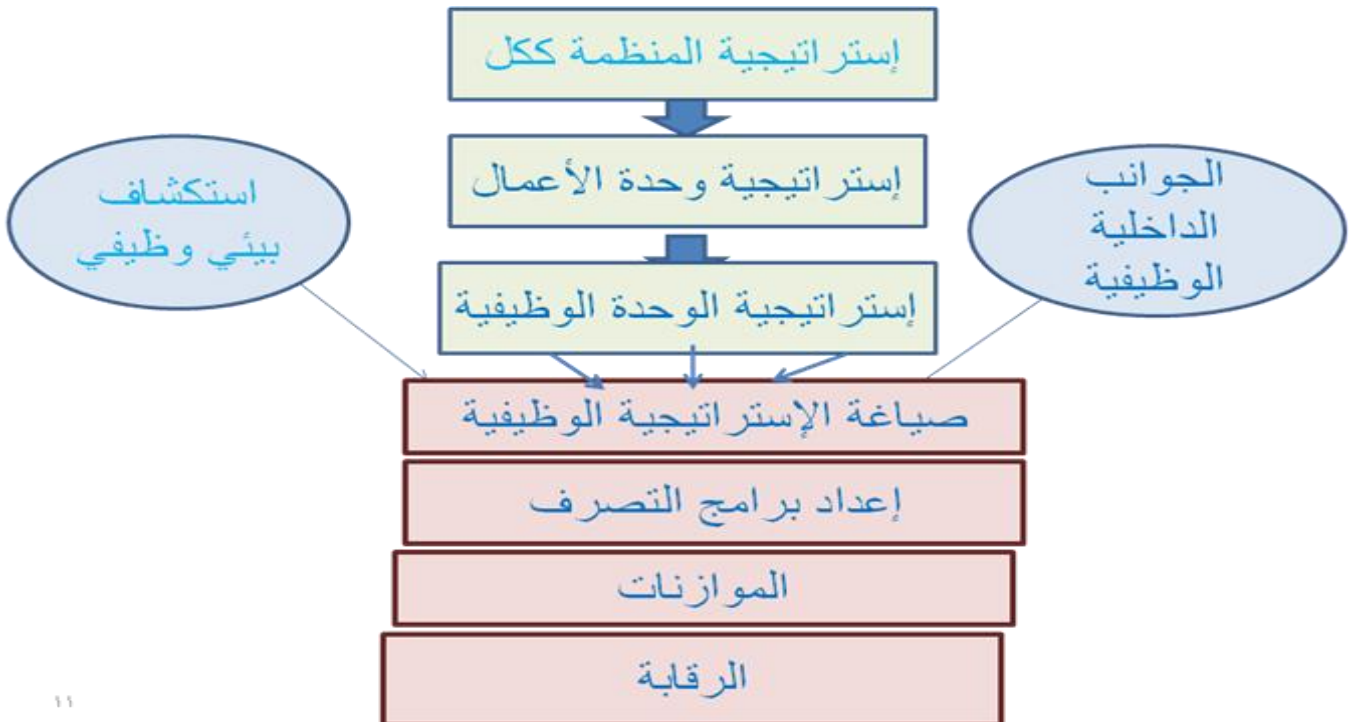 إستراتيجية المنظمة ككل
إستراتيجية وحدة الأعمال
الجوانب
الداخلية
الوظيفية
استكشاف
بيئي وظيفي
إستراتيجية الوحدة الوظيفية
صياغة الإستراتيجية الوظيفية
إعداد برامج التصرف
الموازنات
الرقابة